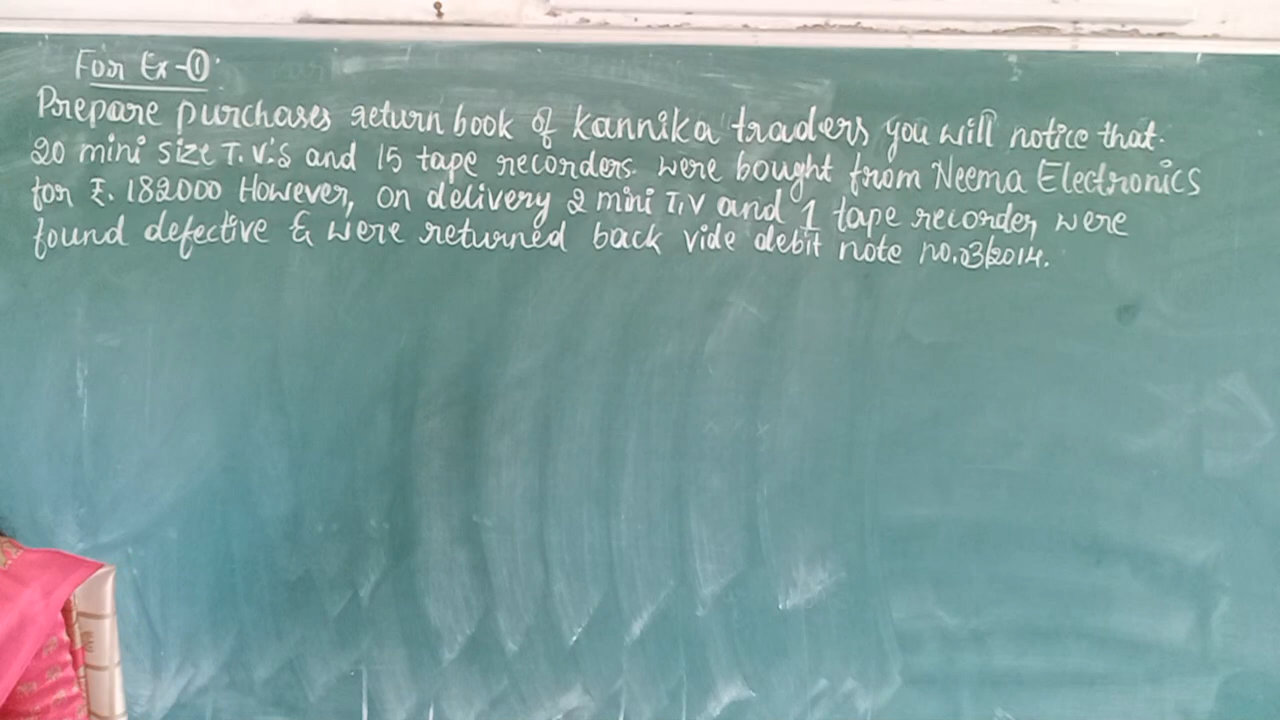 For Ex-①.
Prepare purchases return book of Kannika traders you will notice that.
20 mini size T.V.'s and 15 tape recorders. were bought from Neema Electronics
for ₹. 182000 However, on delivery 2 mini T.V and 1 tape recorder were
found defective & were returned back vide debit note no.03/2014.